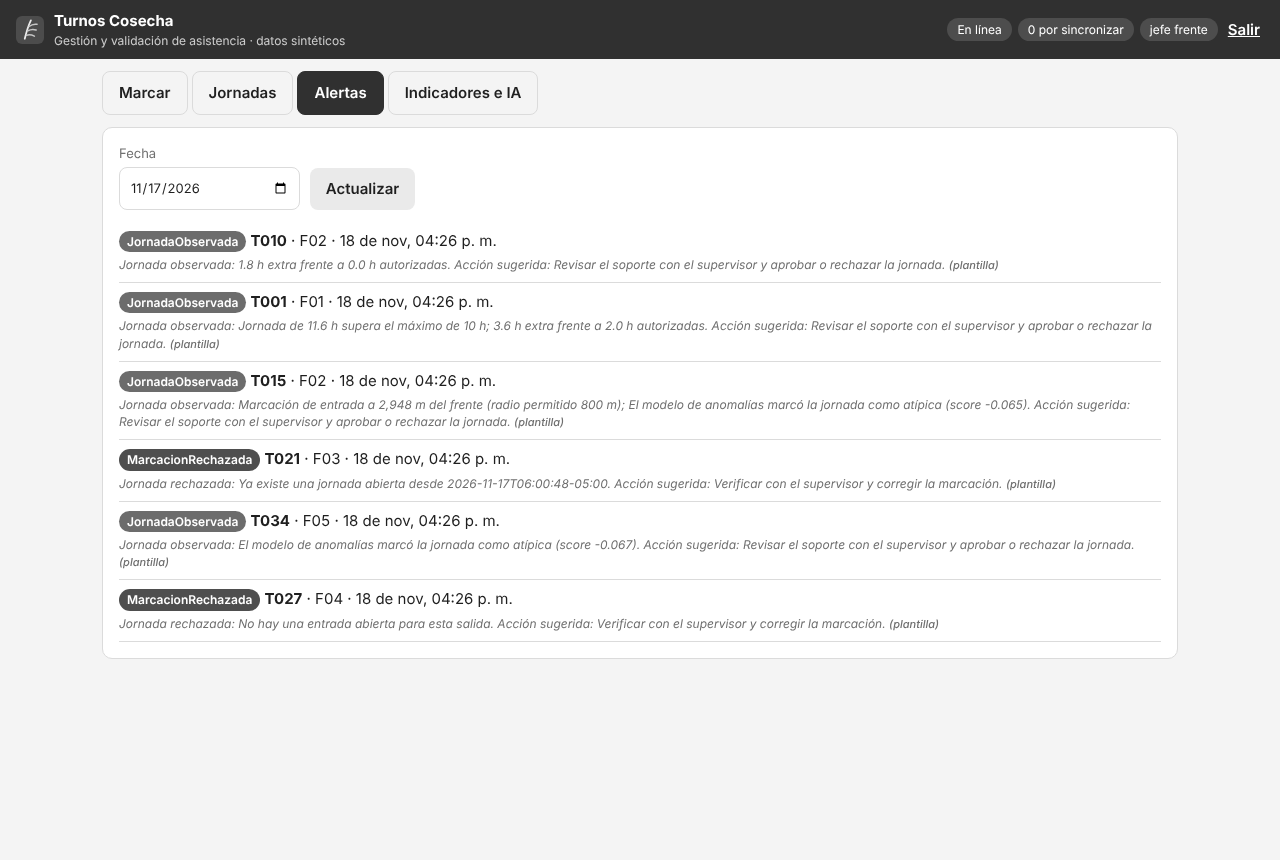 Turnos Cosecha
Gestión y validación de asistencia · datos sintéticos
En línea
0 por sincronizar
jefe frente
Salir
Marcar
Jornadas
Alertas
Indicadores e IA
Fecha
11/17/2026
Actualizar
JornadaObservada T010 · F02 · 18 de nov, 04:26 p. m.
Jornada observada: 1.8 h extra frente a 0.0 h autorizadas. Acción sugerida: Revisar el soporte con el supervisor y aprobar o rechazar la jornada. (plantilla)
JornadaObservada T001 · F01 · 18 de nov, 04:26 p. m.
Jornada observada: Jornada de 11.6 h supera el máximo de 10 h; 3.6 h extra frente a 2.0 h autorizadas. Acción sugerida: Revisar el soporte con el supervisor y aprobar o rechazar la
jornada. (plantilla)
JornadaObservada T015 · F02 · 18 de nov, 04:26 p. m.
Jornada observada: Marcación de entrada a 2,948 m del frente (radio permitido 800 m); El modelo de anomalías marcó la jornada como atípica (score -0.065). Acción sugerida:
Revisar el soporte con el supervisor y aprobar o rechazar la jornada. (plantilla)
MarcacionRechazada T021 · F03 · 18 de nov, 04:26 p. m.
Jornada rechazada: Ya existe una jornada abierta desde 2026-11-17T06:00:48-05:00. Acción sugerida: Verificar con el supervisor y corregir la marcación. (plantilla)
JornadaObservada T034 · F05 · 18 de nov, 04:26 p. m.
Jornada observada: El modelo de anomalías marcó la jornada como atípica (score -0.067). Acción sugerida: Revisar el soporte con el supervisor y aprobar o rechazar la jornada.
(plantilla)
MarcacionRechazada T027 · F04 · 18 de nov, 04:26 p. m.
Jornada rechazada: No hay una entrada abierta para esta salida. Acción sugerida: Verificar con el supervisor y corregir la marcación. (plantilla)